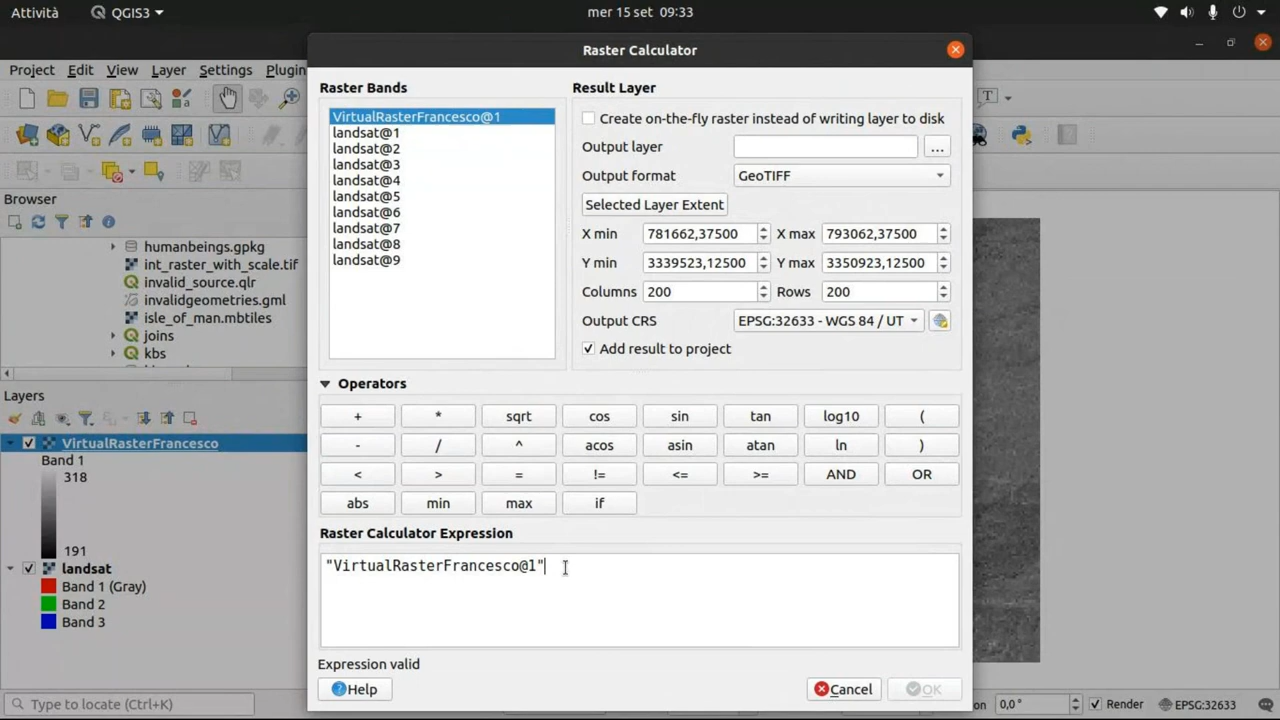 Attività QGIS3 mer 15 set 09:33
Raster Calculator
Project Edit View Layer Settings Plugin
Raster Bands
VirtualRasterFrancesco@1
landsat@1
landsat@2
landsat@3
landsat@4
landsat@5
landsat@6
landsat@7
landsat@8
landsat@9
Result Layer
Create on-the-fly raster instead of writing layer to disk
Output layer ...
Output format GeoTIFF
Selected Layer Extent
X min 781662,37500 X max 793062,37500
Y min 3339523,12500 Y max 3350923,12500
Columns 200 Rows 200
Output CRS EPSG:32633 - WGS 84 / UT
Add result to project
Operators
+ * sqrt cos sin tan log10 (
- / ^ acos asin atan ln )
< > = != <= >= AND OR
abs min max if
Raster Calculator Expression
"VirtualRasterFrancesco@1"
Expression valid
Help Cancel OK
Browser
humanbeings.gpkg
int_raster_with_scale.tif
invalid_source.qlr
invalidgeometries.gml
isle_of_man.mbtiles
joins
kbs
Layers
VirtualRasterFrancesco
Band 1
318
191
landsat
Band 1 (Gray)
Band 2
Band 3
Type to locate (Ctrl+K)
on 0,0° Render EPSG:32633